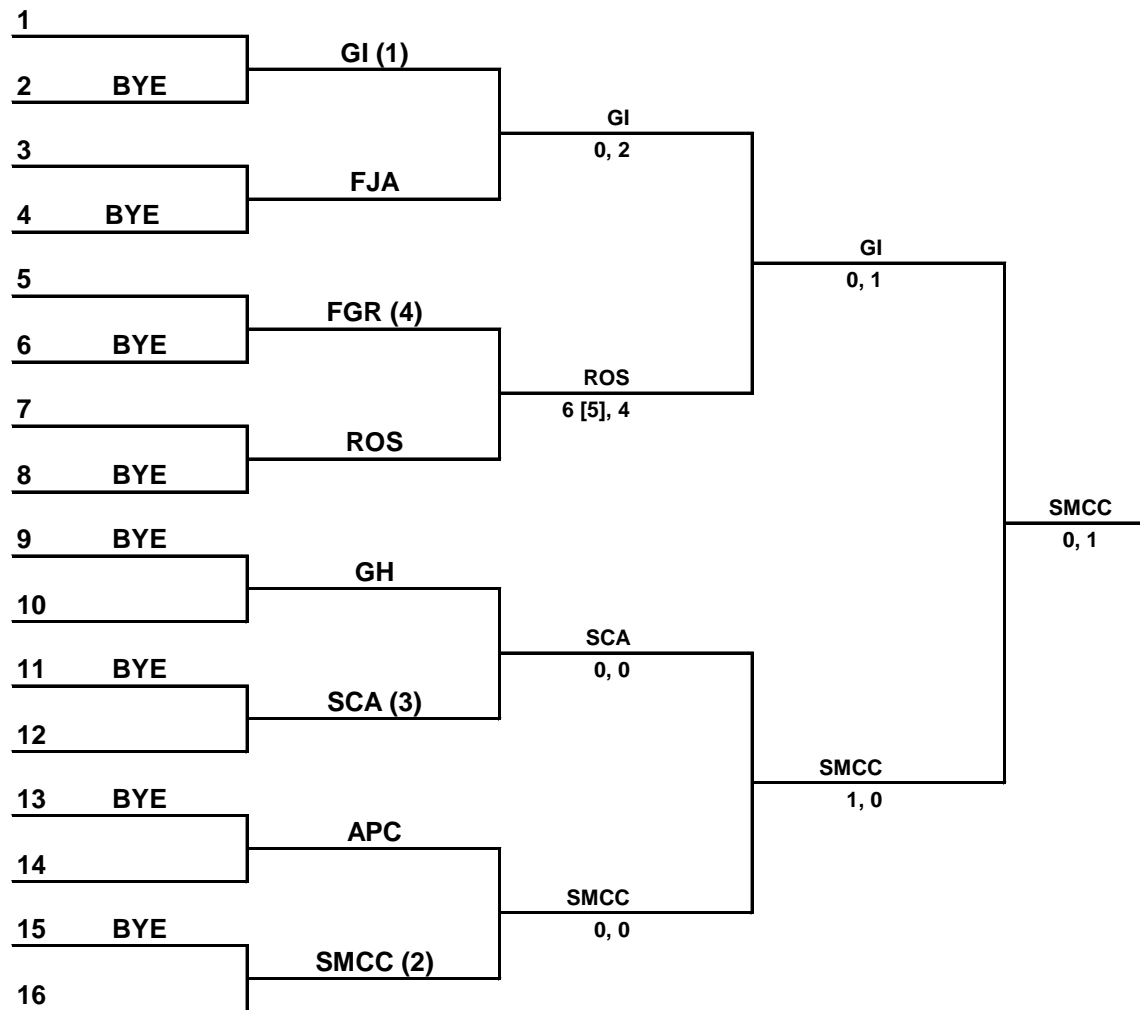 1
GI (1)
2 BYE
GI
0, 2
3
FJA
4 BYE
GI
0, 1
5
FGR (4)
6 BYE
ROS
6 [5], 4
7
ROS
8 BYE
SMCC
0, 1
9 BYE
GH
10
SCA
0, 0
11 BYE
SCA (3)
12
SMCC
1, 0
13 BYE
APC
14
SMCC
0, 0
15 BYE
SMCC (2)
16